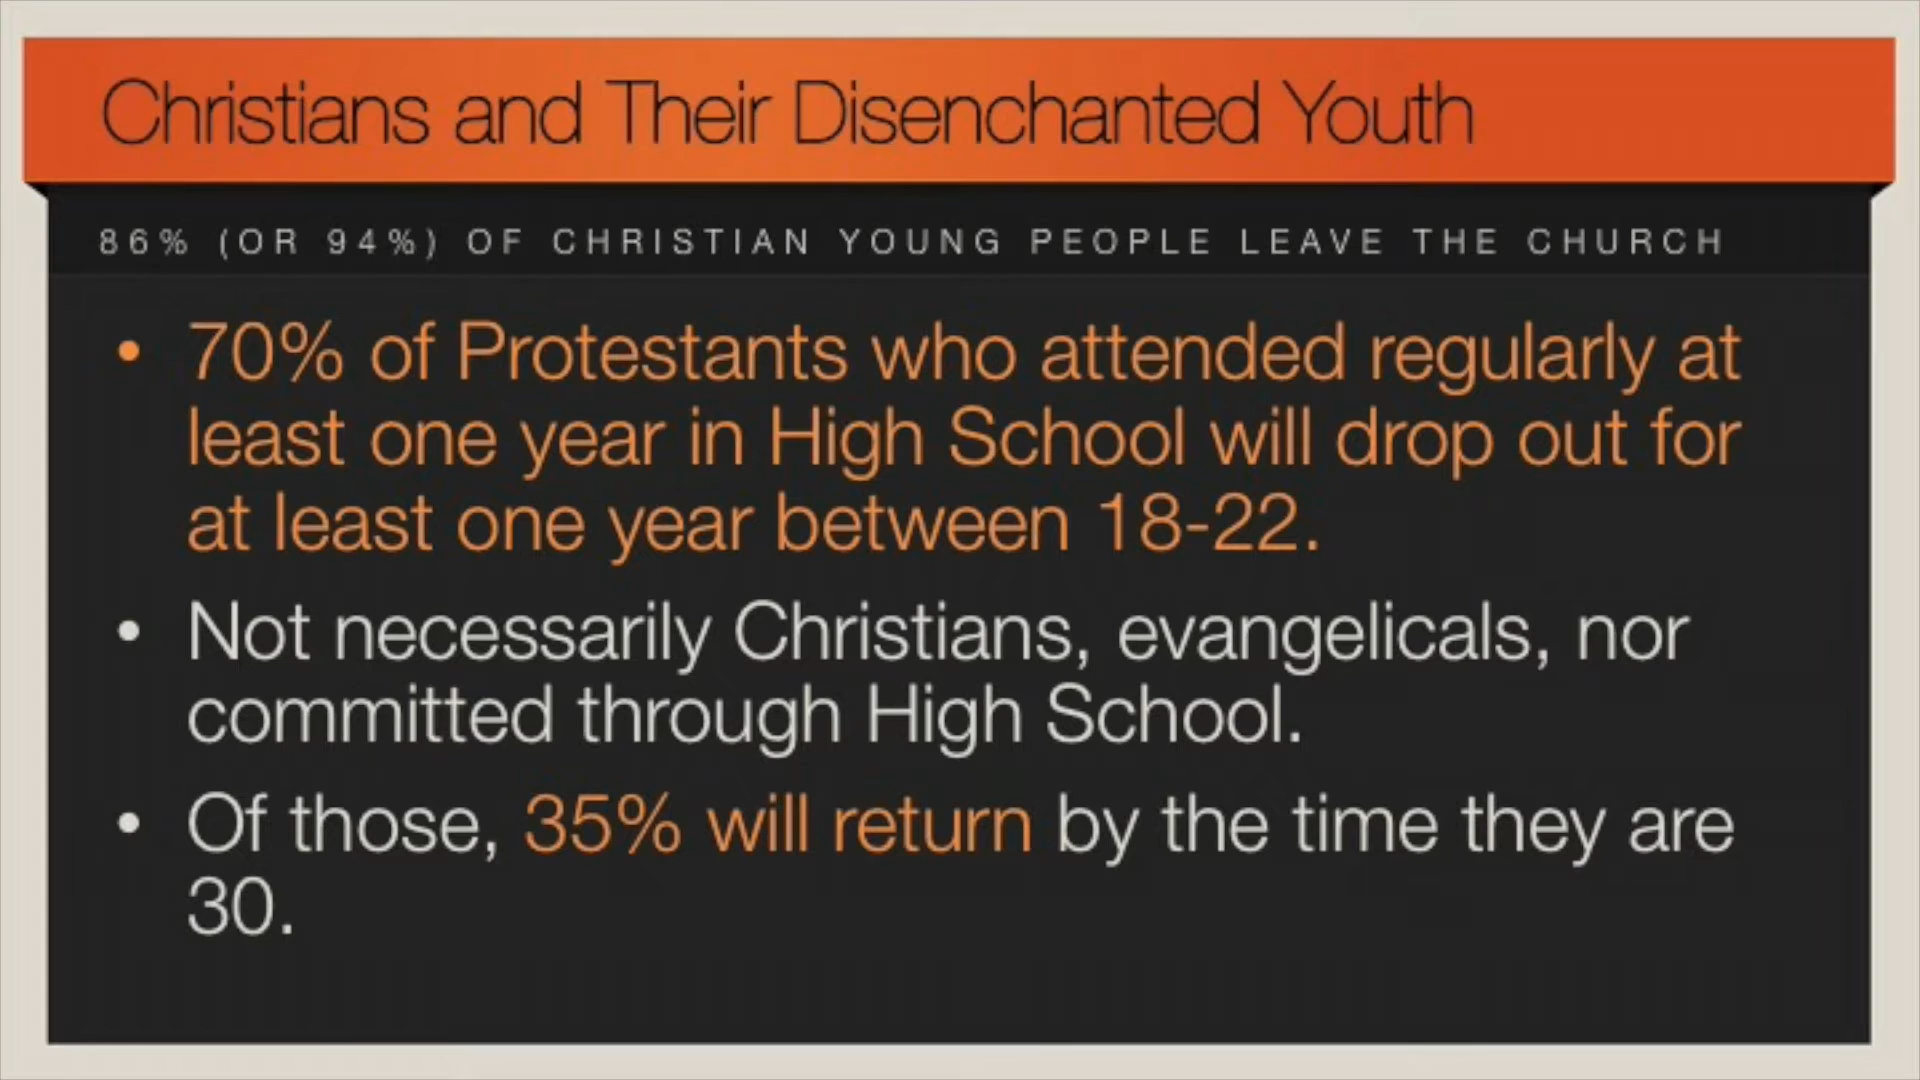 Christians and Their Disenchanted Youth
86% (OR 94%) OF CHRISTIAN YOUNG PEOPLE LEAVE THE CHURCH
• 70% of Protestants who attended regularly at
least one year in High School will drop out for
at least one year between 18-22.
• Not necessarily Christians, evangelicals, nor
committed through High School.
• Of those, 35% will return by the time they are
30.